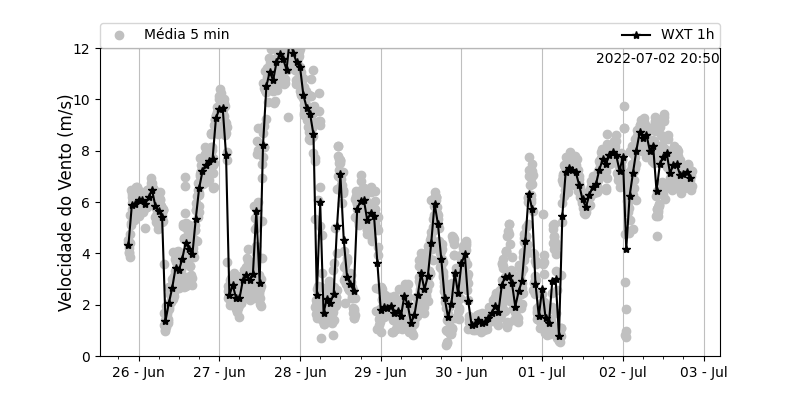 Média 5 min
WXT 1h
2022-07-02 20:50
Velocidade do Vento (m/s)
12
10
8
6
4
2
0
26 - Jun
27 - Jun
28 - Jun
29 - Jun
30 - Jun
01 - Jul
02 - Jul
03 - Jul